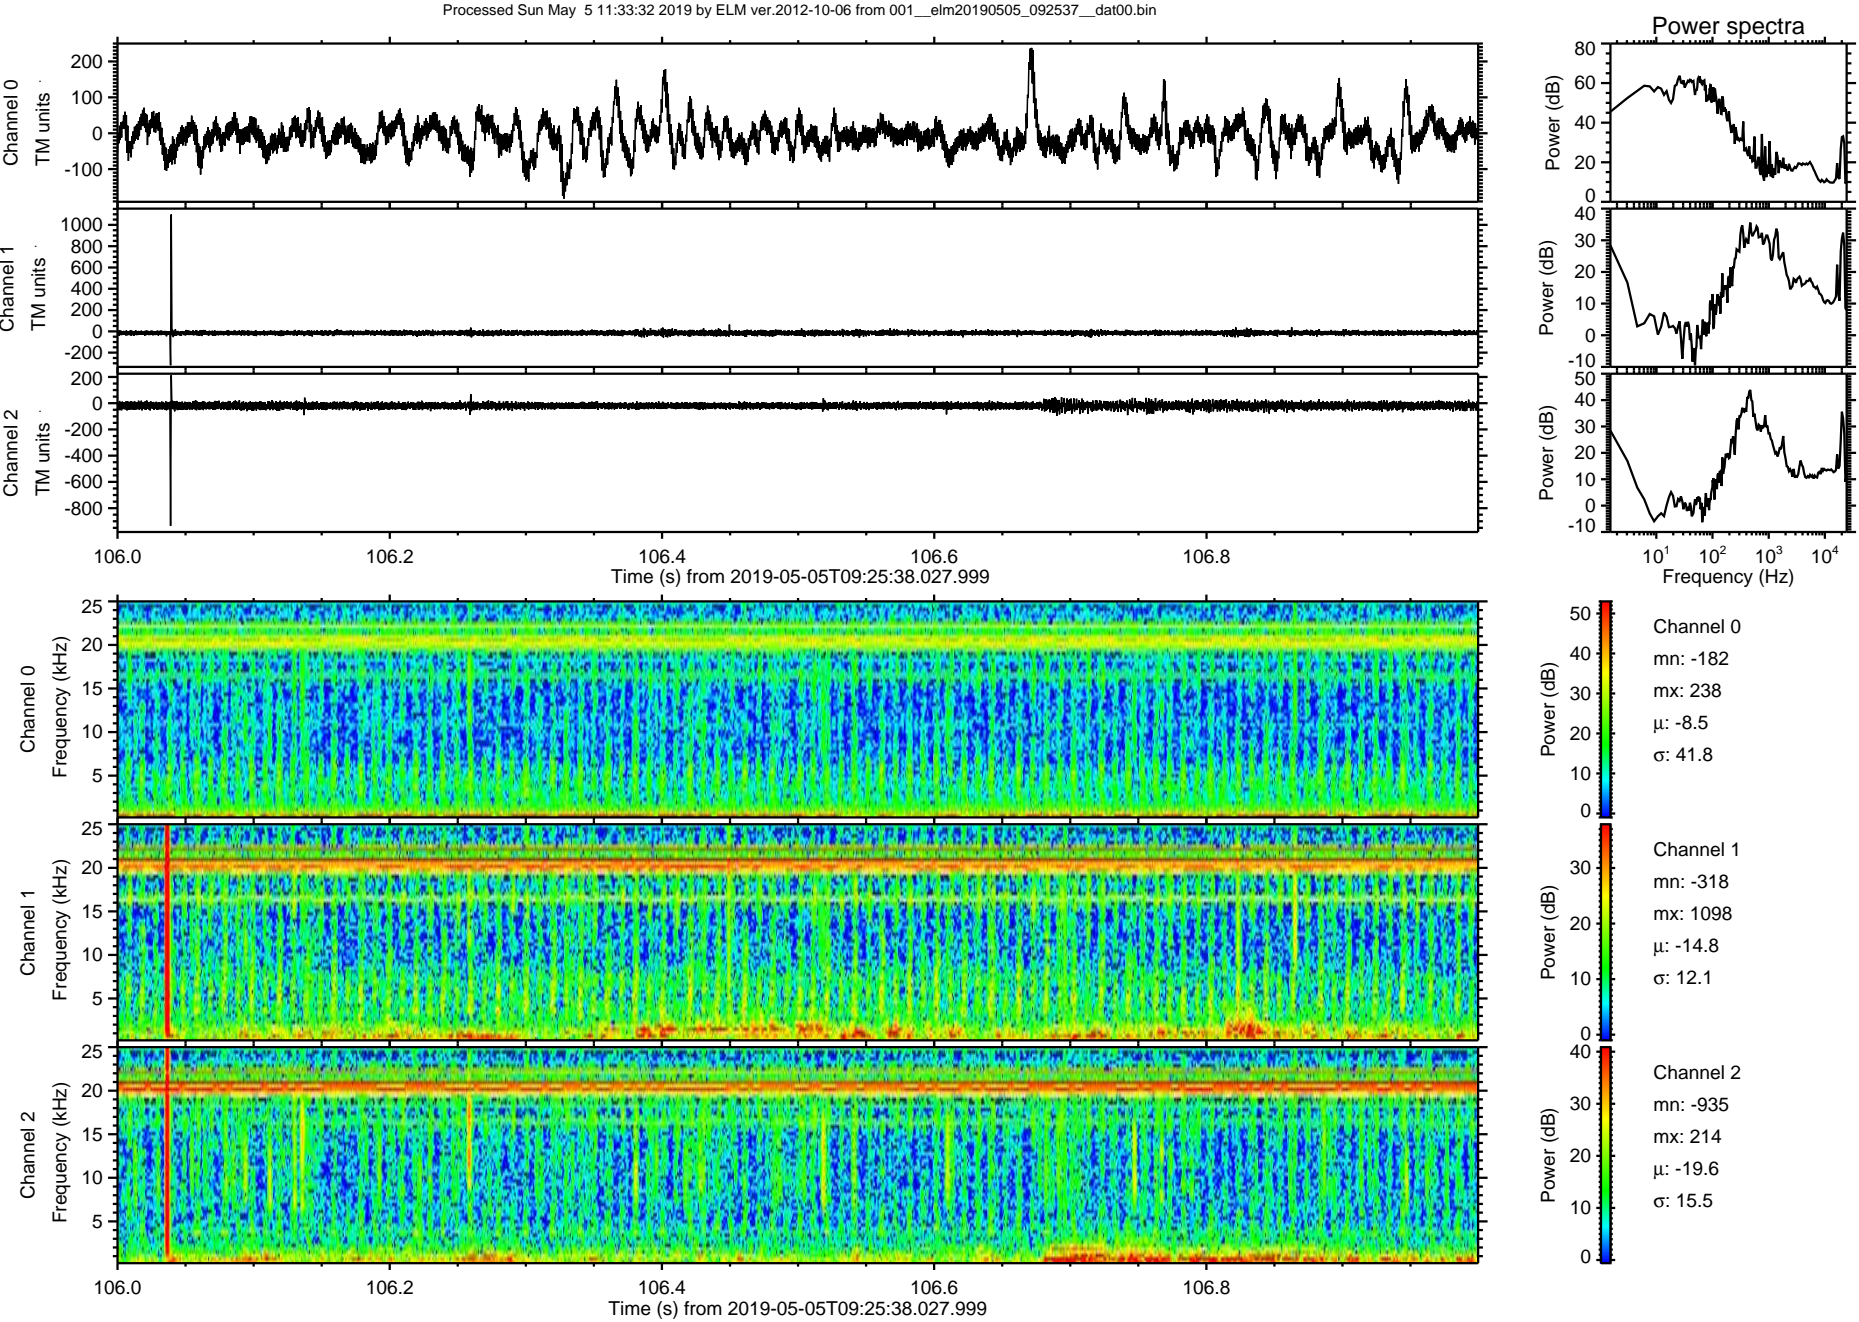 Processed Sun May  5 11:33:32 2019 by ELM ver.2012-10-06 from 001__elm20190505_092537__dat00.bin
Power spectra
Channel 0
TM units
200
100
0
-100
Power (dB)
80
60
40
20
0
Channel 1
TM units
1000
800
600
400
200
0
-200
Power (dB)
40
30
20
10
0
-10
Channel 2
TM units
200
0
-200
-400
-600
-800
Power (dB)
50
40
30
20
10
0
-10
106.0 106.2 106.4 106.6 106.8
Time (s) from 2019-05-05T09:25:38.027.999
10^1 10^2 10^3 10^4
Frequency (Hz)
Channel 0
Frequency (kHz)
25
20
15
10
5
Power (dB)
50
40
30
20
10
0
Channel 0
mn: -182
mx: 238
µ: -8.5
σ: 41.8
Channel 1
Frequency (kHz)
25
20
15
10
5
Power (dB)
30
20
10
0
Channel 1
mn: -318
mx: 1098
µ: -14.8
σ: 12.1
Channel 2
Frequency (kHz)
25
20
15
10
5
Power (dB)
40
30
20
10
0
Channel 2
mn: -935
mx: 214
µ: -19.6
σ: 15.5
106.0 106.2 106.4 106.6 106.8
Time (s) from 2019-05-05T09:25:38.027.999